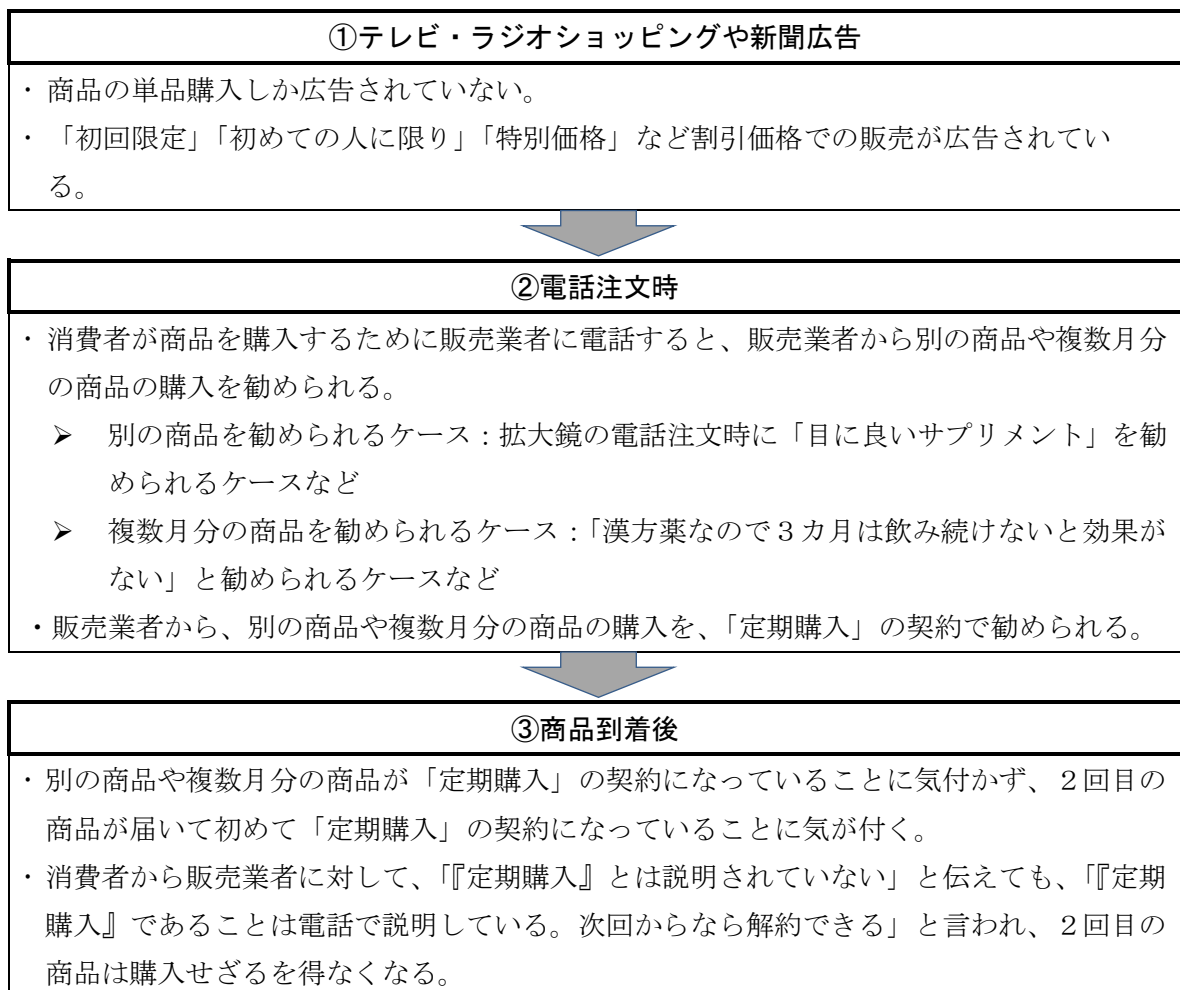 ①テレビ・ラジオショッピングや新聞広告
・ 商品の単品購入しか広告されていない。
・ 「初回限定」「初めての人に限り」「特別価格」など割引価格での販売が広告されてい
る。
②電話注文時
・ 消費者が商品を購入するために販売業者に電話すると、販売業者から別の商品や複数月分
の商品の購入を勧められる。
➢ 別の商品を勧められるケース：拡大鏡の電話注文時に「目に良いサプリメント」を勧
められるケースなど
➢ 複数月分の商品を勧められるケース：「漢方薬なので３カ月は飲み続けないと効果が
ない」と勧められるケースなど
・販売業者から、別の商品や複数月分の商品の購入を、「定期購入」の契約で勧められる。
③商品到着後
・ 別の商品や複数月分の商品が「定期購入」の契約になっていることに気付かず、２回目の
商品が届いて初めて「定期購入」の契約になっていることに気が付く。
・ 消費者から販売業者に対して、「『定期購入』とは説明されていない」と伝えても、「『定期
購入』であることは電話で説明している。次回からなら解約できる」と言われ、２回目の
商品は購入せざるを得なくなる。